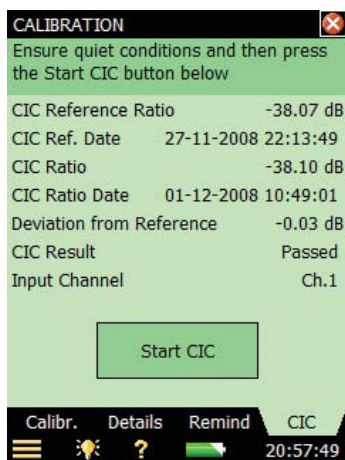 CALIBRATION
Ensure quiet conditions and then press
the Start CIC button below
CIC Reference Ratio -38.07 dB
CIC Ref. Date 27-11-2008 22:13:49
CIC Ratio -38.10 dB
CIC Ratio Date 01-12-2008 10:49:01
Deviation from Reference -0.03 dB
CIC Result Passed
Input Channel Ch.1
Start CIC
Calibr. Details Remind CIC
? 20:57:49